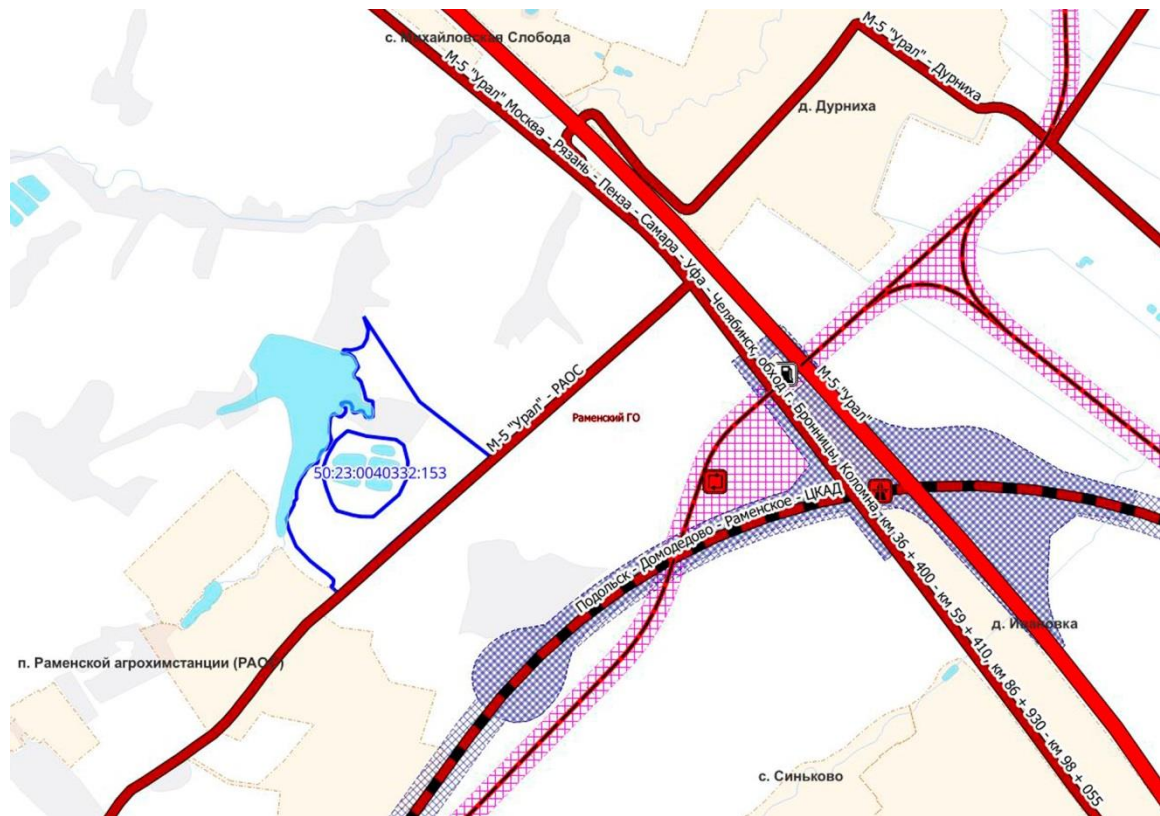 с. Михайловская Слобода
М-5 "Урал" - Дурниха
д. Дурниха
М-5 "Урал" Москва - Рязань - Пенза - Самара - Уфа - Челябинск, обход г. Бронницы, Коломна, км 36 + 400 - км 59 + 410, км 86 + 930 - км 98 + 055
М-5 "Урал"
М-5 "Урал" - РАОС
Раменский ГО
50:23:0040332:153
Подольск - Домодедово - Раменское - ЦКАД
д. Ивановка
п. Раменской агрохимстанции (РАОС)
с. Синьково